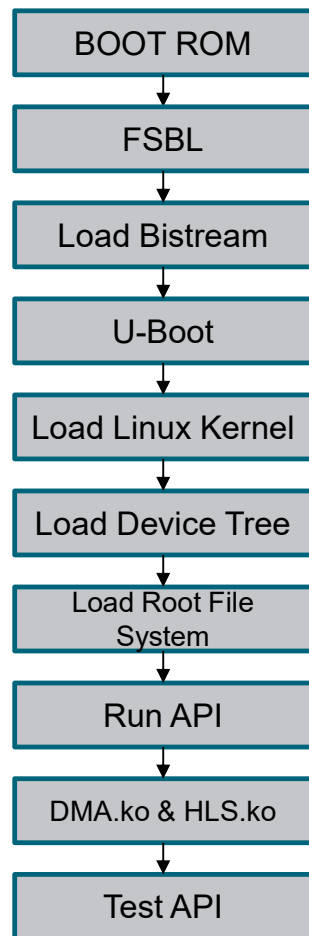 BOOT ROM
FSBL
Load Bistream
U-Boot
Load Linux Kernel
Load Device Tree
Load Root File
System
Run API
DMA.ko & HLS.ko
Test API